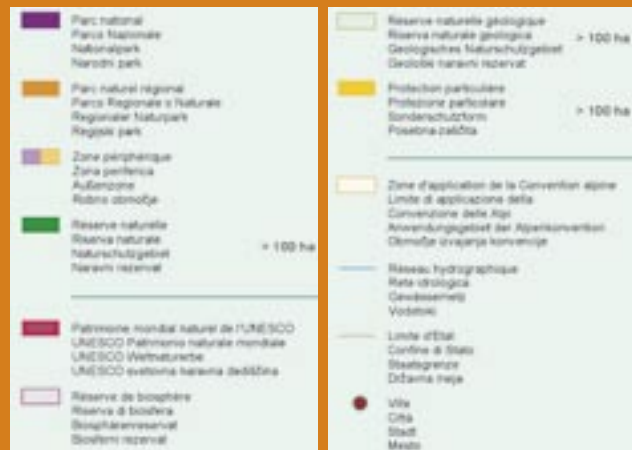 Parc national
Parco Nazionale
Nationalpark
Narodni park
Parc naturel régional
Parco Regionale o Naturale
Regionaler Naturpark
Regijski park
Zone périphérique
Zona periferica
Außenzone
Robno območje
Réserve naturelle
Riserva naturale
Naturschutzgebiet > 100 ha
Naravni rezervat
Patrimoine mondial naturel de l'UNESCO
UNESCO Patrimonio naturale mondiale
UNESCO Weltnaturerbe
UNESCO svetovna naravna dediščina
Réserve de biosphère
Riserva di biosfera
Biosphärenreservat
Biosferni rezervat
Réserve naturelle géologique
Riserva naturale geologica > 100 ha
Geologisches Naturschutzgebiet
Geološki naravni rezervat
Protection particulière
Protezione particolare > 100 ha
Sonderschutzform
Posebna zaščita
Zone d'application de la Convention alpine
Limite di applicazione della
Convenzione delle Alpi
Anwendungsgebiet der Alpenkonvention
Območje izvajanja konvencije
Réseau hydrographique
Rete idrologica
Gewässernetz
Vodotoki
Limite d'Etat
Confine di Stato
Staatsgrenze
Državna meja
Ville
Città
Stadt
Mesto